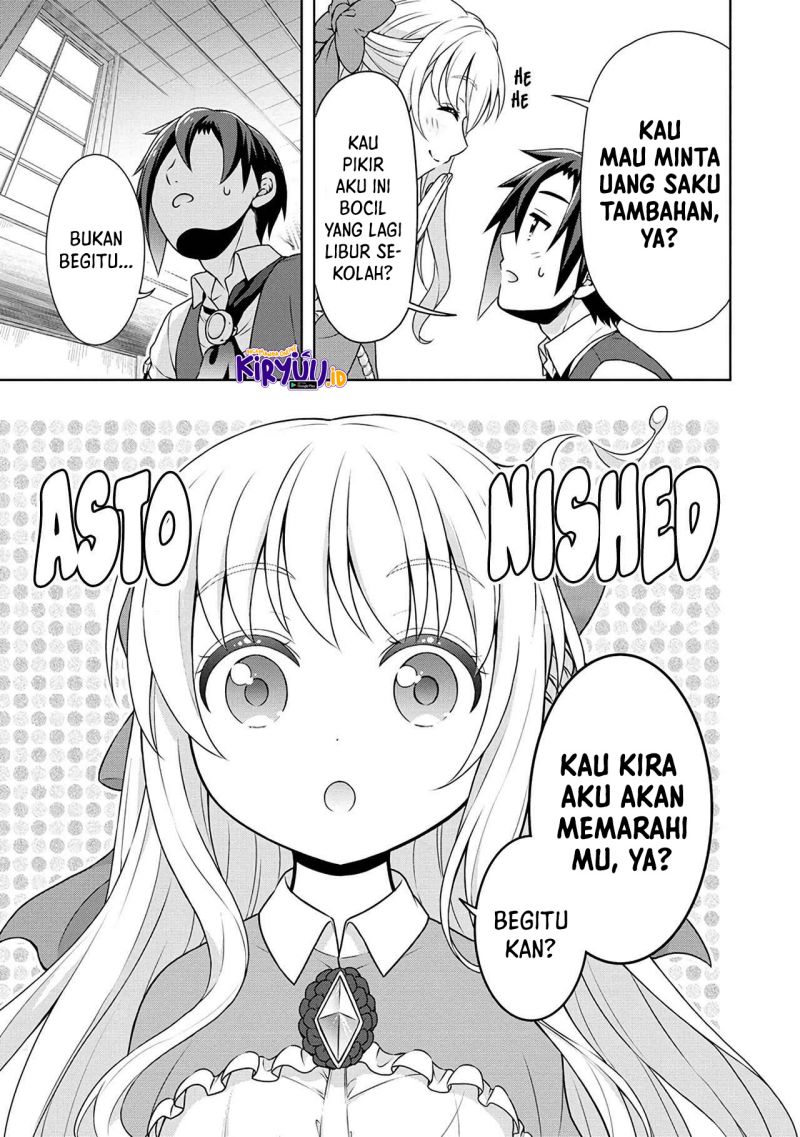 KAU
MAU MINTA
UANG SAKU
TAMBAHAN,
YA?
HE
HE
KAU
PIKIR
AKU INI
BOCIL
YANG LAGI
LIBUR SE-
KOLAH?
BUKAN
BEGITU...
KIRYUU.ID
ASTO
NISHED
KAU KIRA
AKU AKAN
MEMARAHI
MU, YA?
BEGITU
KAN?